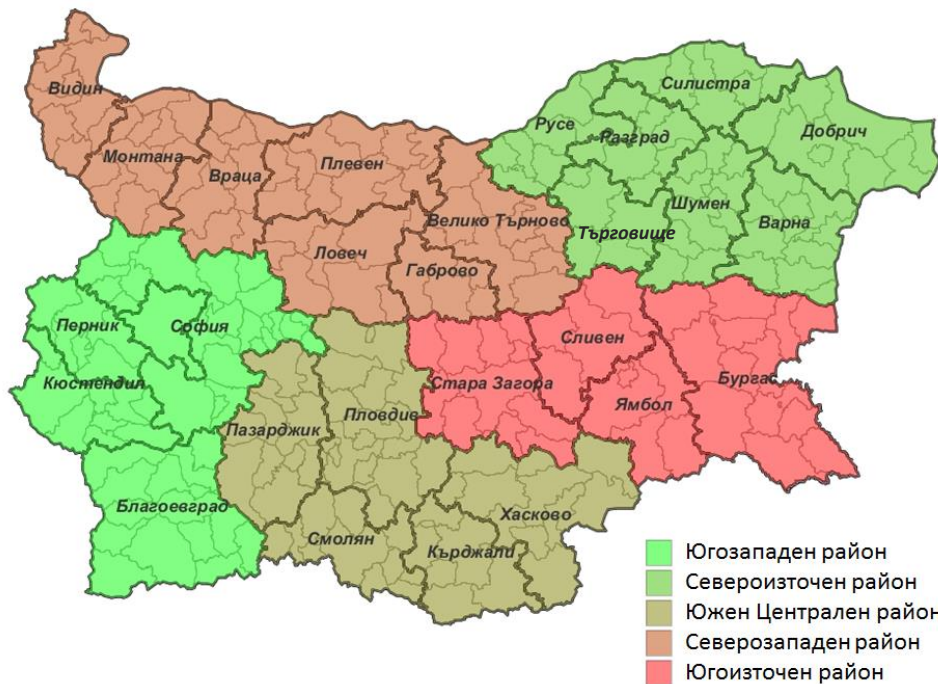 Видин
Силистра
Русе
Разград
Добрич
Монтана
Враца
Плевен
Шумен
Велико Търново
Варна
Търговище
Ловеч
Габрово
Перник
София
Сливен
Кюстендил
Стара Загора
Бургас
Ямбол
Пловдив
Пазарджик
Благоевград
Хасково
Смолян
Кърджали
Югозападен район
Североизточен район
Южен Централен район
Северозападен район
Югоизточен район